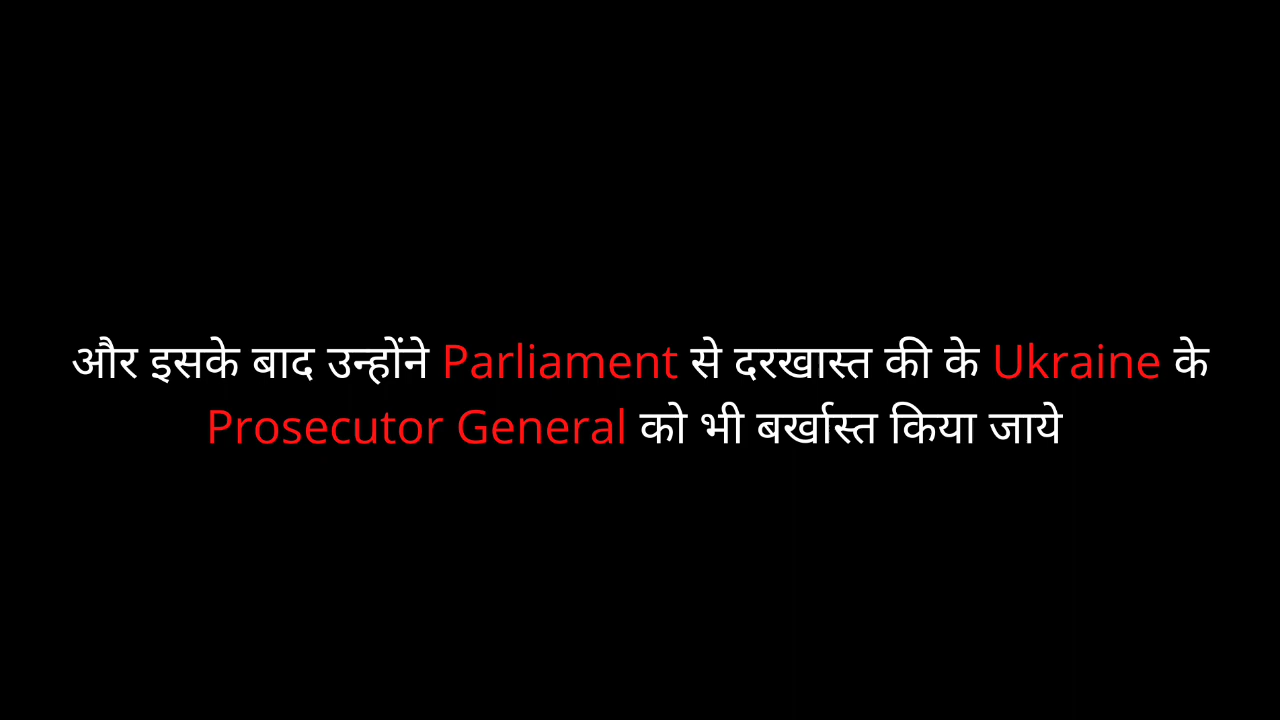 और इसके बाद उन्होंने Parliament से दरखास्त की के Ukraine के
Prosecutor General को भी बर्खास्त किया जाये